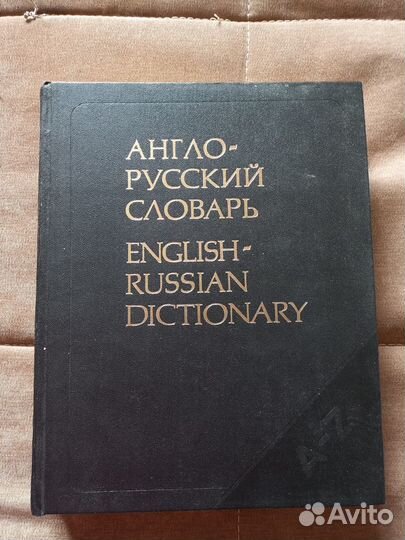 АНГЛО-
РУССКИЙ
СЛОВАРЬ
ENGLISH-
RUSSIAN
DICTIONARY
Avito